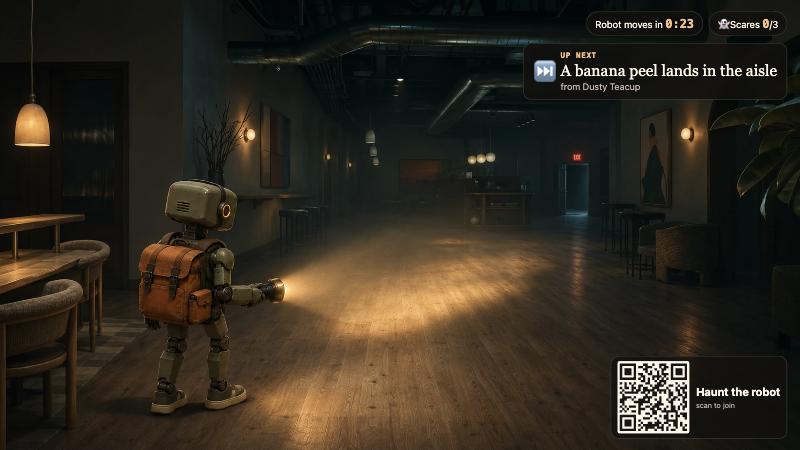 Robot moves in 0:23
Scares 0/3
UP NEXT
A banana peel lands in the aisle
from Dusty Teacup
EXIT
Haunt the robot
scan to join